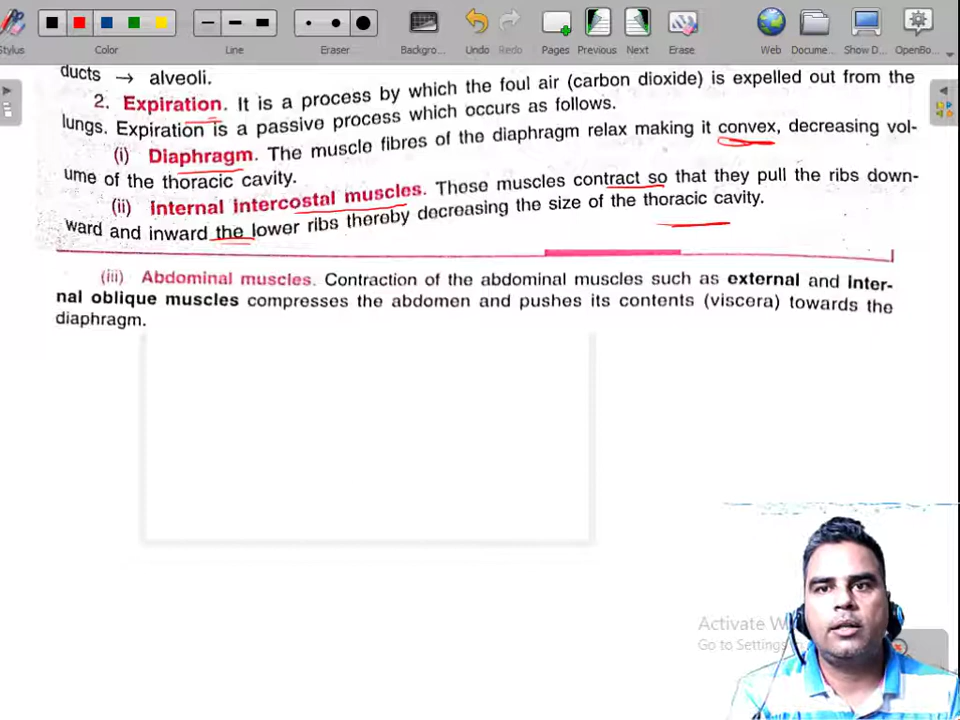 Stylus Color Line Eraser Backgro... Undo Redo Pages Previous Next Erase Web Docume... Show D... OpenBo...
ducts → alveoli.
2. Expiration. It is a process by which the foul air (carbon dioxide) is expelled out from the
lungs. Expiration is a passive process which occurs as follows.
(i) Diaphragm. The muscle fibres of the diaphragm relax making it convex, decreasing vol-
ume of the thoracic cavity.
(ii) Internal intercostal muscles. These muscles contract so that they pull the ribs down-
ward and inward the lower ribs thereby decreasing the size of the thoracic cavity.
(iii) Abdominal muscles. Contraction of the abdominal muscles such as external and inter-
nal oblique muscles compresses the abdomen and pushes its contents (viscera) towards the
diaphragm.
Activate W
Go to Settings